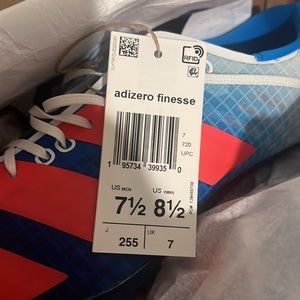 RFID
adizero finesse
7
720
UPC
1 95734 39935 0
US MEN US WMN
7½ 8½
J UK
255 7